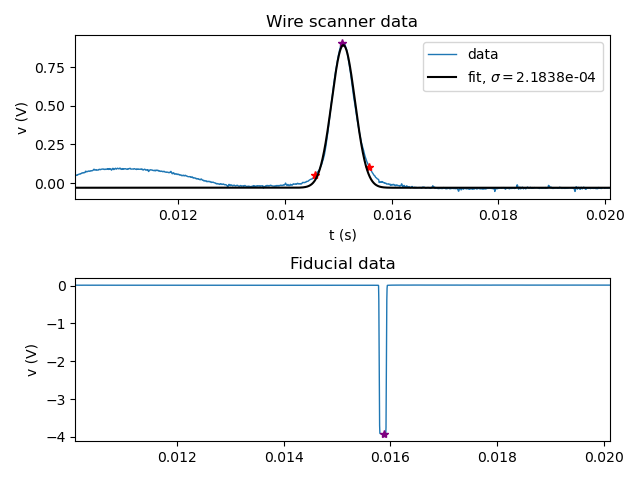 Wire scanner data
v (V)
0.75
0.50
0.25
0.00
data
fit, σ = 2.1838e-04
0.012 0.014 0.016 0.018 0.020
t (s)
Fiducial data
v (V)
0
−1
−2
−3
−4
0.012 0.014 0.016 0.018 0.020